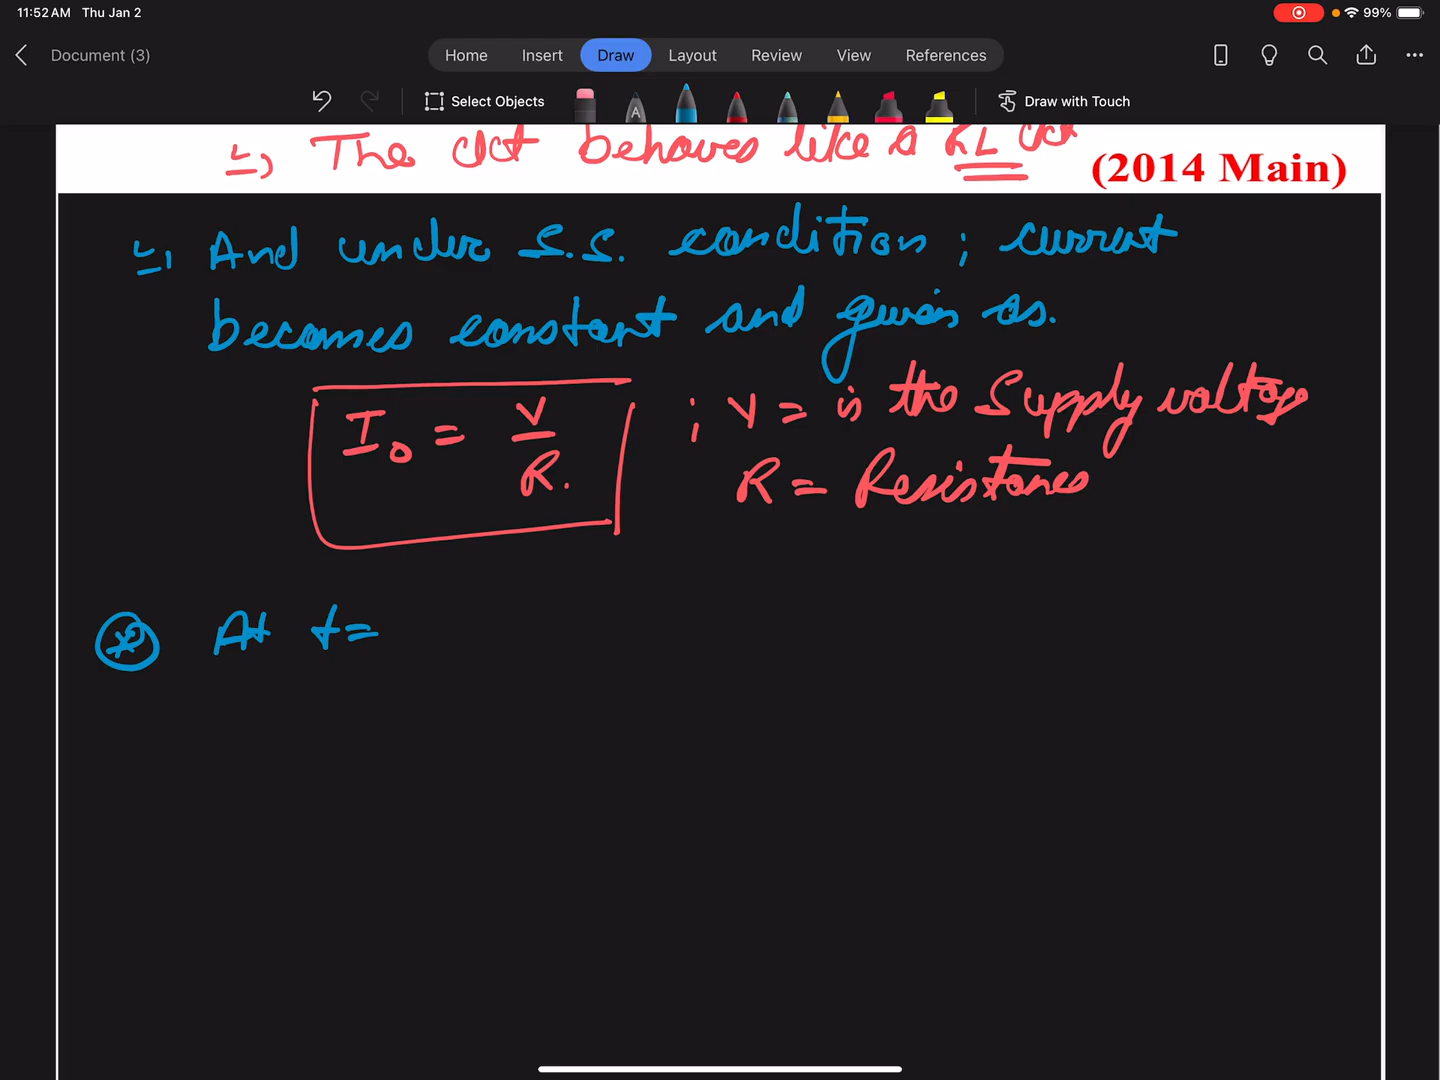 11:52 AM Thu Jan 2
99%
Document (3)
Home Insert Draw Layout Review View References
A Select Objects Draw with Touch
The ckt behaves like a RL ckt
(2014 Main)
And under S.S. condition ; current
becomes constant and given as.
I₀ = V/R. ; V = is the Supply voltage
R = Resistance
* At t=